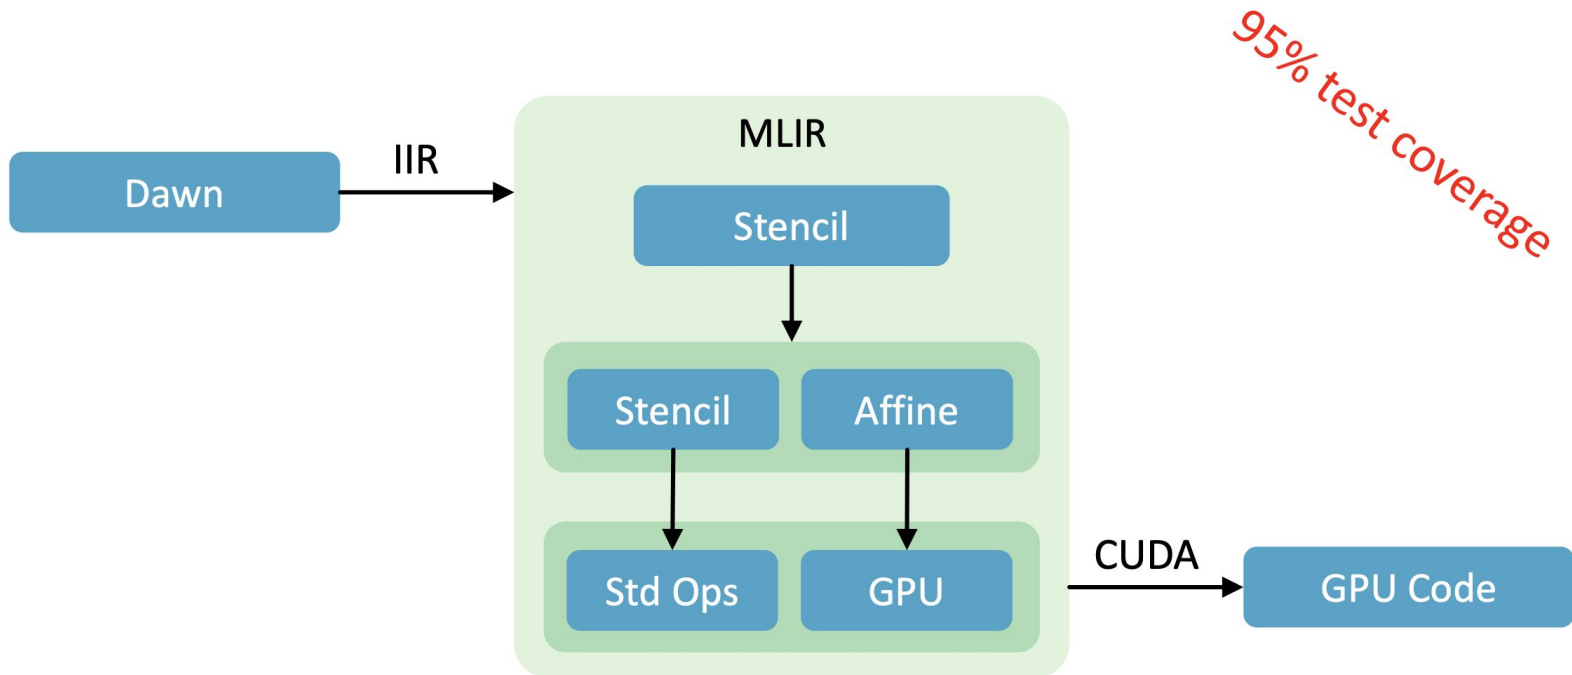 95% test coverage
MLIR
IIR
Dawn
Stencil
Stencil
Affine
CUDA
Std Ops
GPU
GPU Code